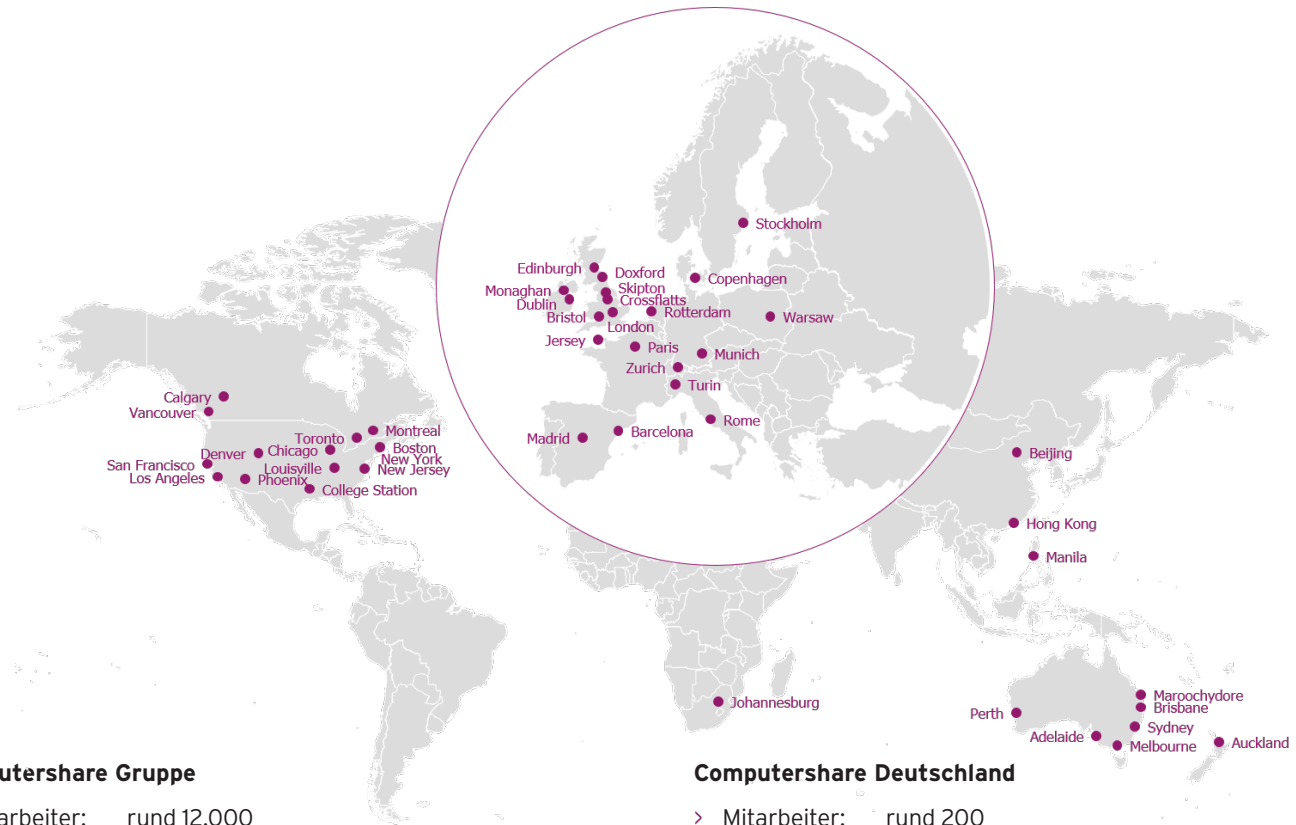 Stockholm
Edinburgh
Doxford
Copenhagen
Monaghan
Skipton
Dublin
Crossflatts
Bristol
Rotterdam
Warsaw
London
Jersey
Paris
Munich
Zurich
Turin
Calgary
Vancouver
Rome
Madrid
Barcelona
Toronto
Montreal
Denver
Chicago
Boston
New York
San Francisco
Louisville
New Jersey
Los Angeles
Phoenix
College Station
Beijing
Hong Kong
Manila
Johannesburg
Maroochydore
Perth
Brisbane
Sydney
Adelaide
Melbourne
Auckland
utershare Gruppe
arbeiter: rund 12.000
Computershare Deutschland
> Mitarbeiter: rund 200